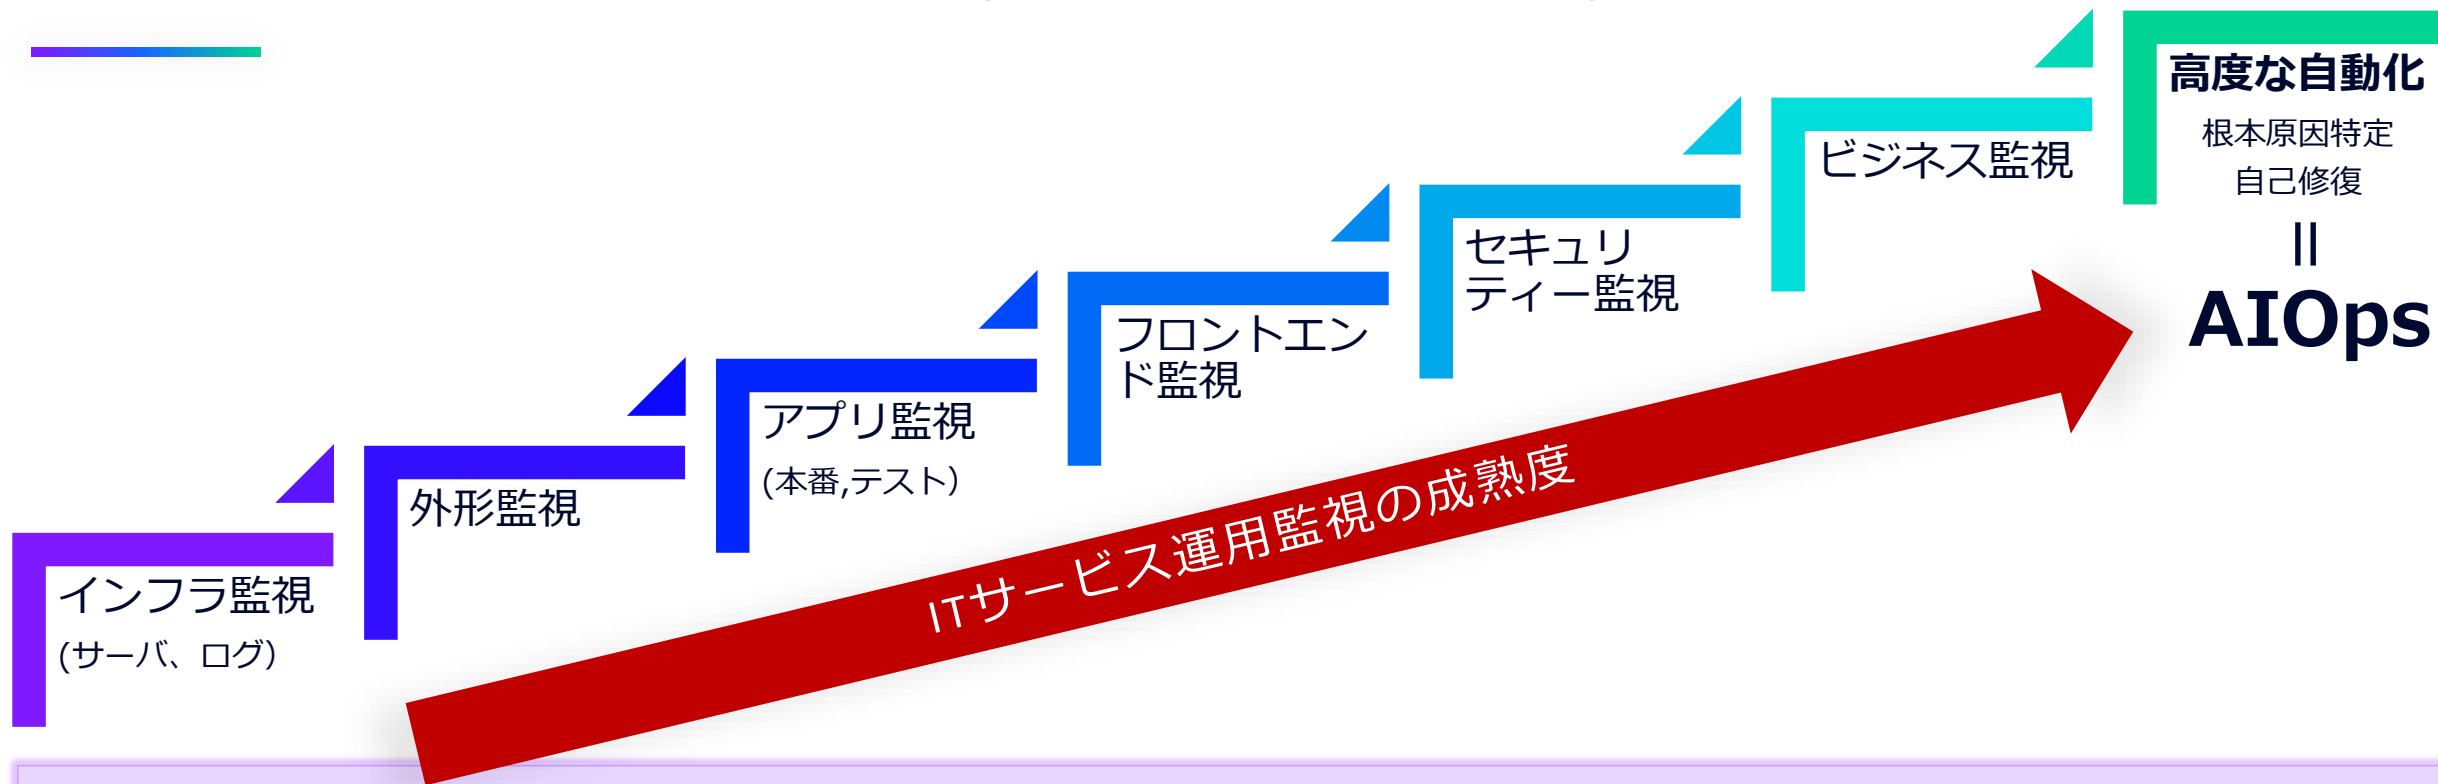 インフラ監視
(サーバ、ログ）
外形監視
アプリ監視
(本番,テスト）
フロントエン
ド監視
セキュリ
ティー監視
ビジネス監視
高度な自動化
根本原因特定
自己修復
||
AIOps
ITサービス運用監視の成熟度